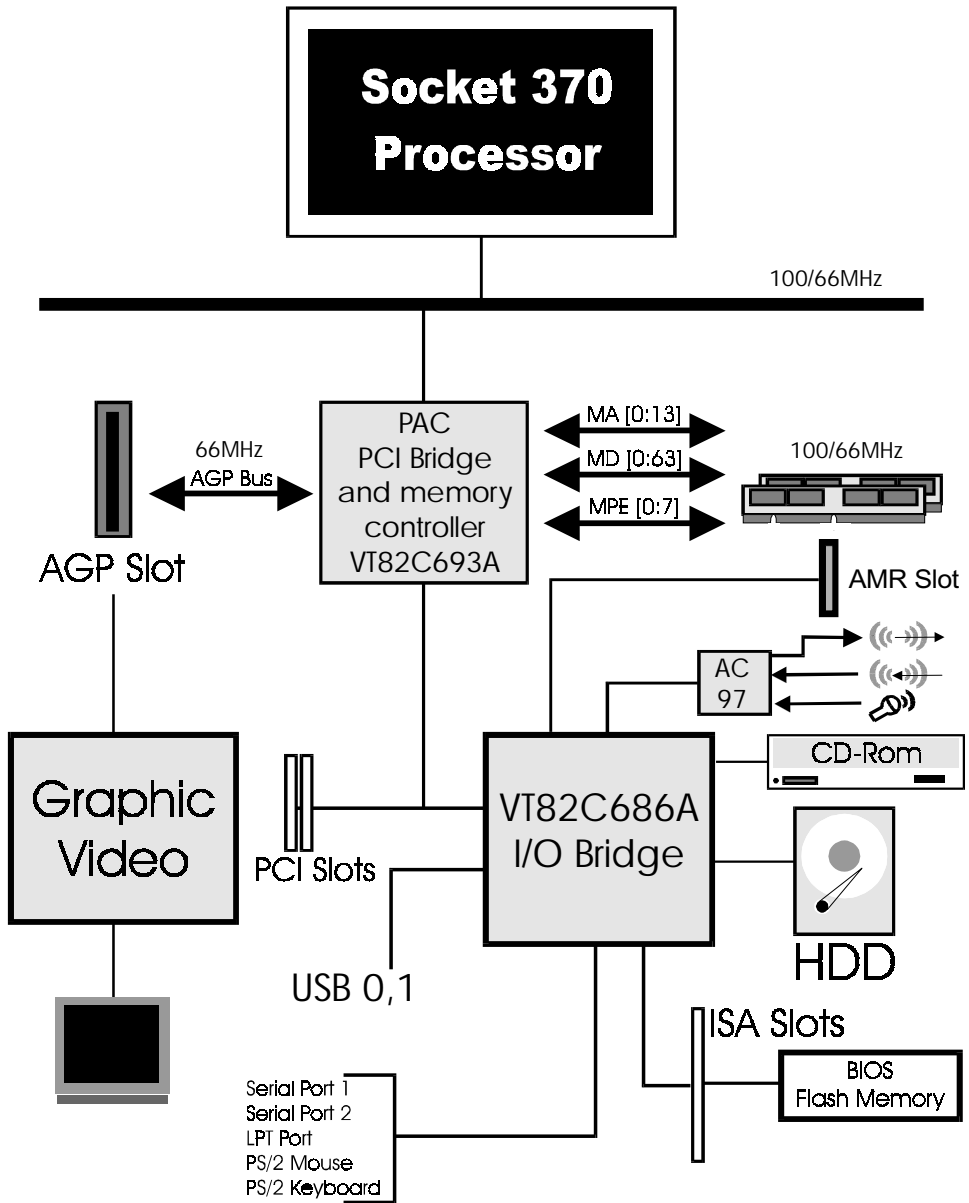 Socket 370
Processor
100/66MHz
PAC
PCI Bridge
and memory
controller
VT82C693A
66MHz
AGP Bus
AGP Slot
MA [0:13]
MD [0:63]
MPE [0:7]
100/66MHz
AMR Slot
AC
97
CD-Rom
Graphic
Video
PCI Slots
VT82C686A
I/O Bridge
HDD
USB 0,1
ISA Slots
BIOS
Flash Memory
Serial Port 1
Serial Port 2
LPT Port
PS/2 Mouse
PS/2 Keyboard